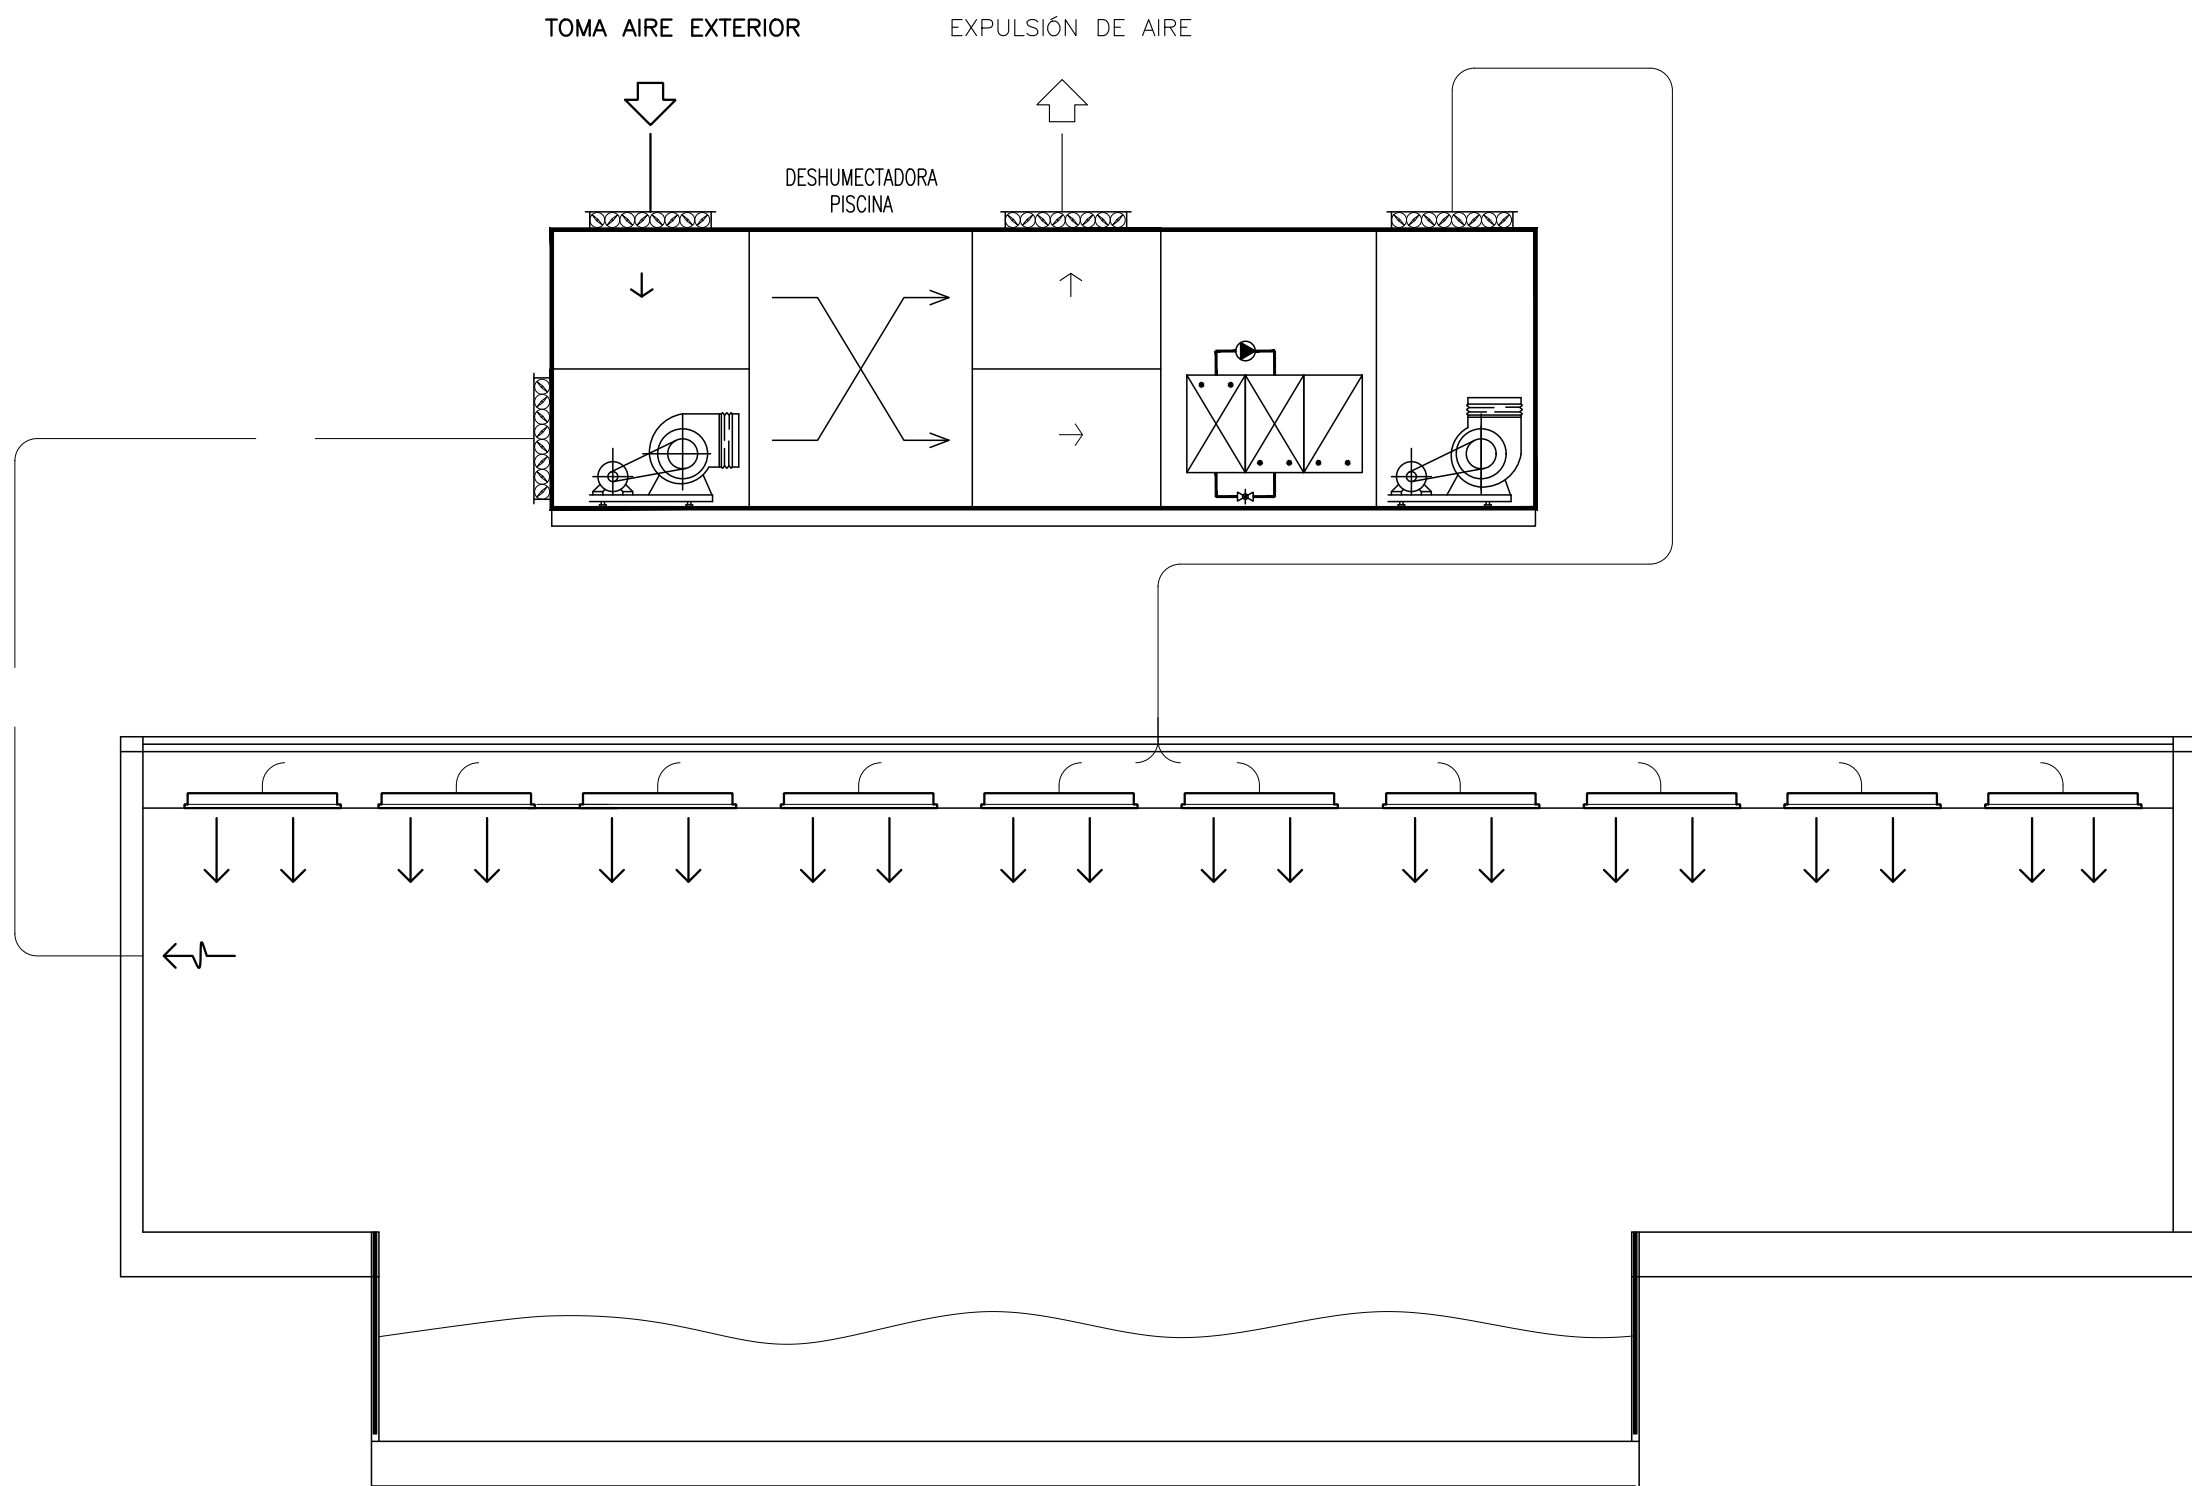 TOMA AIRE EXTERIOR
EXPULSIÓN DE AIRE
DESHUMECTADORA
PISCINA